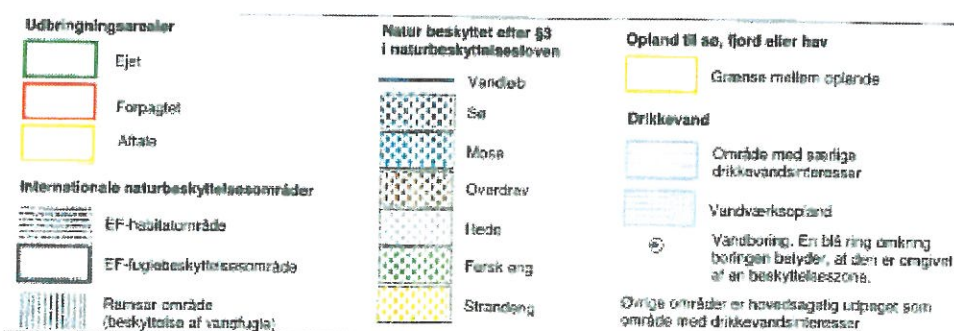 Udbringningsarealer
Ejet
Forpagtet
Aftale
Internationale naturbeskyttelsesområder
EF-habitatområde
EF-fuglebeskyttelsesområde
Ramsar område
(beskyttelse af vandfugle)
Natur beskyttet efter §3
i naturbeskyttelsesloven
Vandløb
Sø
Mose
Overdrev
Hede
Fersk eng
Strandeng
Opland til sø, fjord eller hav
Grænse mellem oplande
Drikkevand
Område med særlige
drikkevandsinteresser
Vandværksopland
Vandboring. En blå ring omkring
boringen betyder, at den er omgivet
af en beskyttelseszone.
Øvrige områder er hovedsagelig udpeget som
område med drikkevandsinteresser